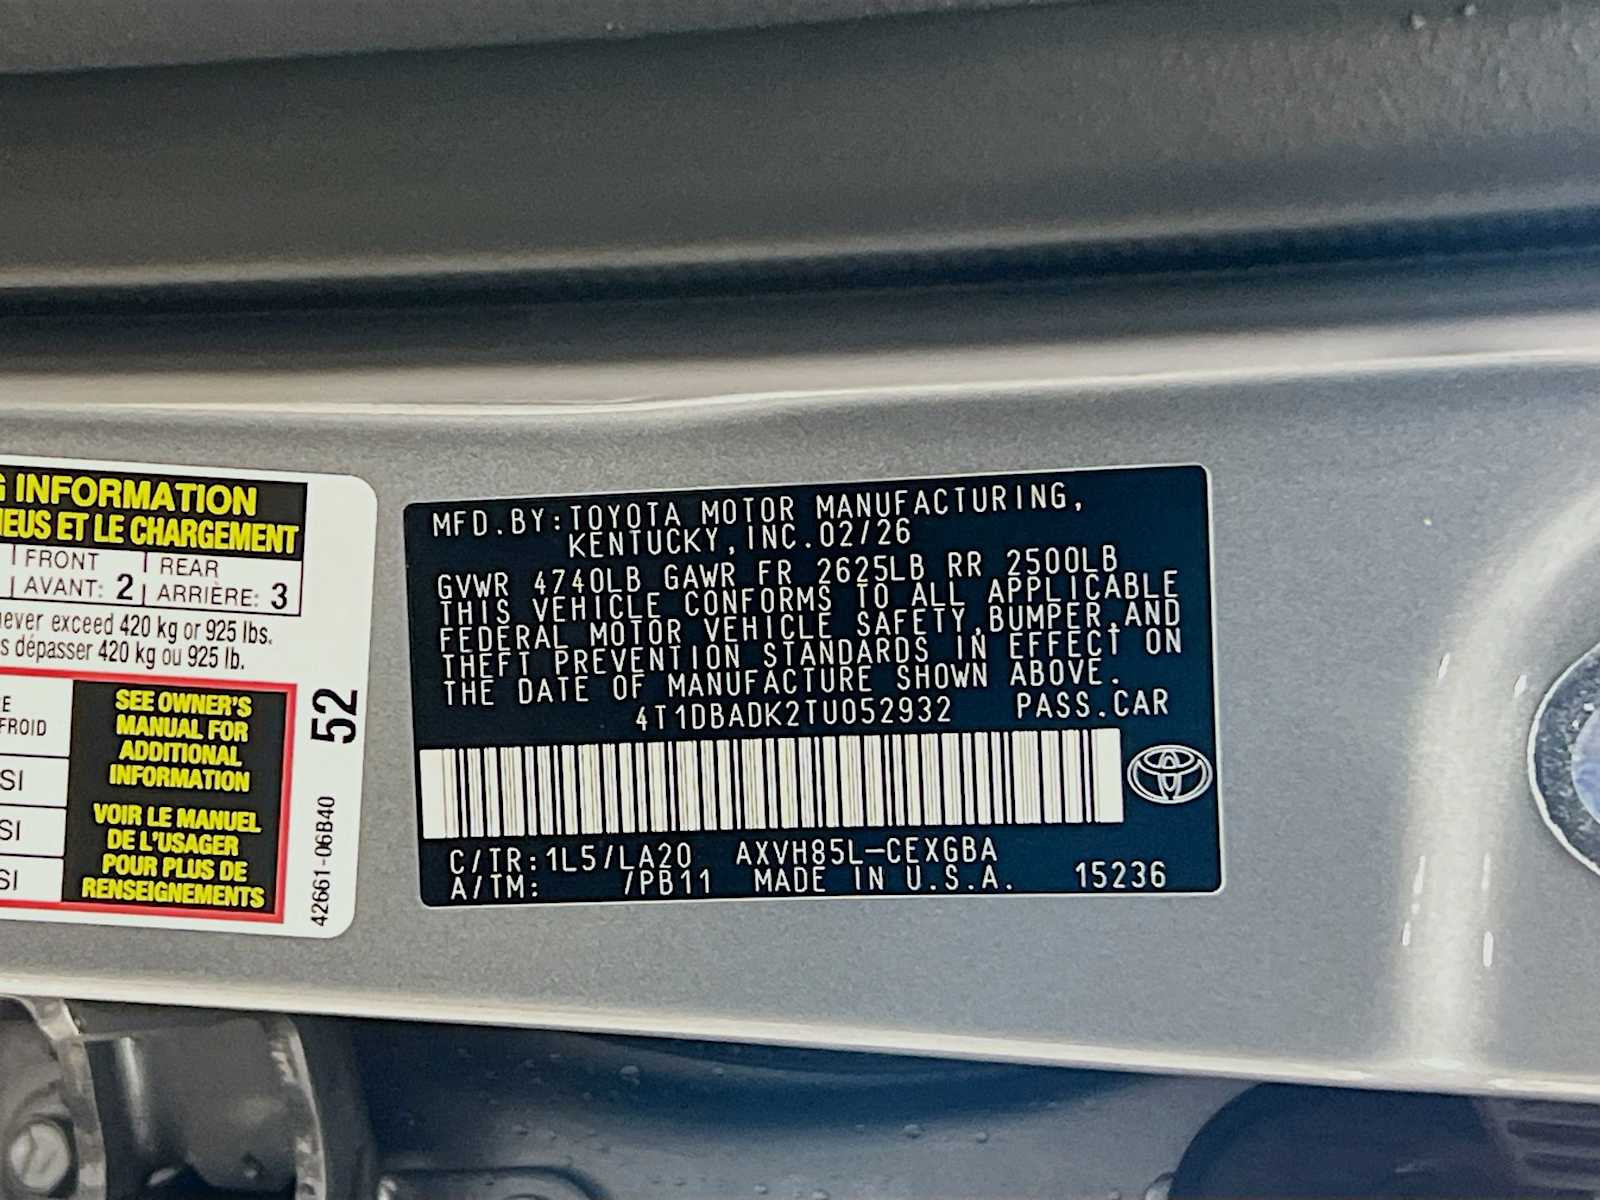 G INFORMATION
NEUS ET LE CHARGEMENT
FRONT
AVANT: 2
REAR
ARRIÈRE: 3
never exceed 420 kg or 925 lbs.
s dépasser 420 kg ou 925 lb.
RE
FROID
SI
SI
SI
SEE OWNER'S
MANUAL FOR
ADDITIONAL
INFORMATION
VOIR LE MANUEL
DE L'USAGER
POUR PLUS DE
RENSEIGNEMENTS
52
42661-06B40
MFD.BY:TOYOTA MOTOR MANUFACTURING,
KENTUCKY,INC.02/26
GVWR 4740LB GAWR FR 2625LB RR 2500LB
THIS VEHICLE CONFORMS TO ALL APPLICABLE
FEDERAL MOTOR VEHICLE SAFETY,BUMPER,AND
THEFT PREVENTION STANDARDS IN EFFECT ON
THE DATE OF MANUFACTURE SHOWN ABOVE.
4T1DBADK2TU052932 PASS.CAR
C/TR:1L5/LA20 AXVH85L-CEXGBA
A/TM: /PB11 MADE IN U.S.A. 15236